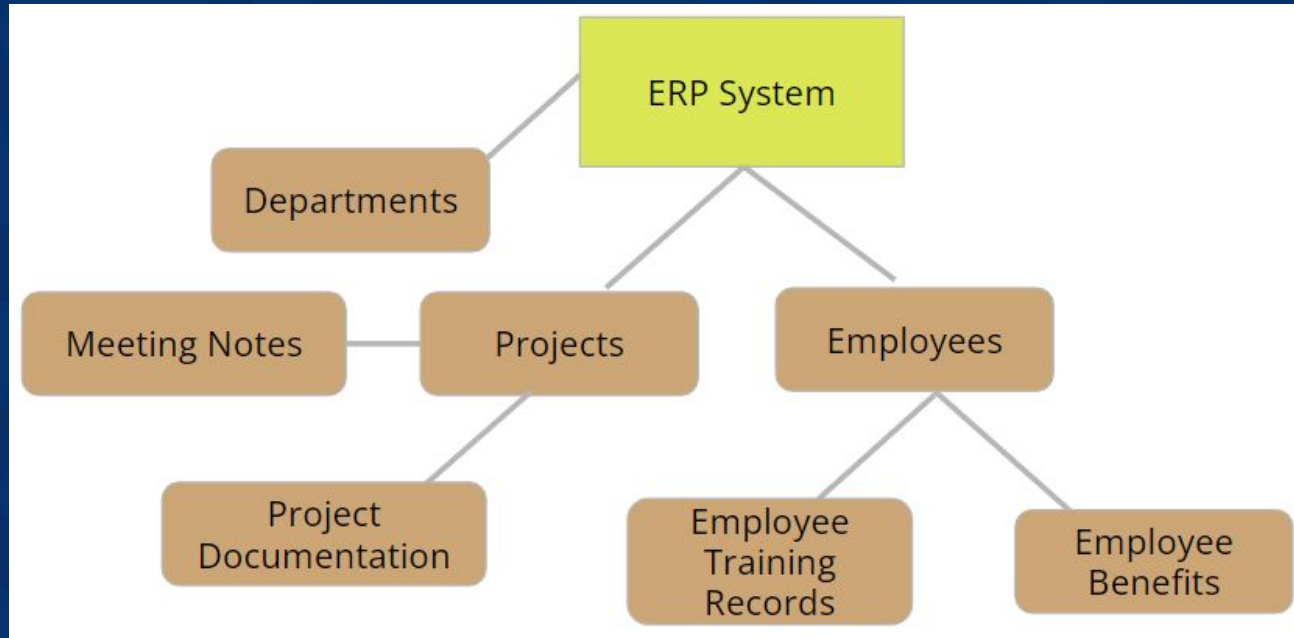 ERP System
Departments
Meeting Notes
Projects
Employees
Project
Documentation
Employee
Training
Records
Employee
Benefits